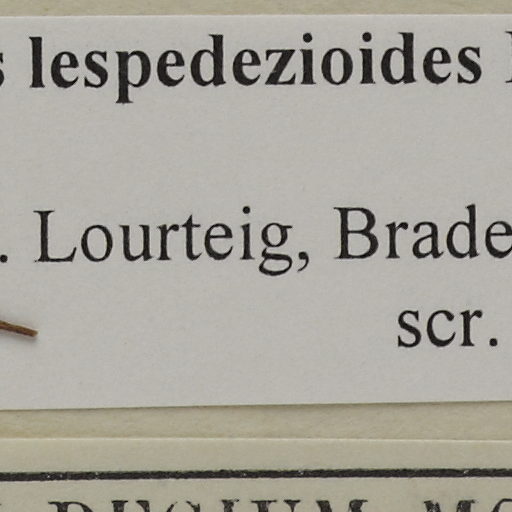 s lespedezioides
. Lourteig, Brade
scr.